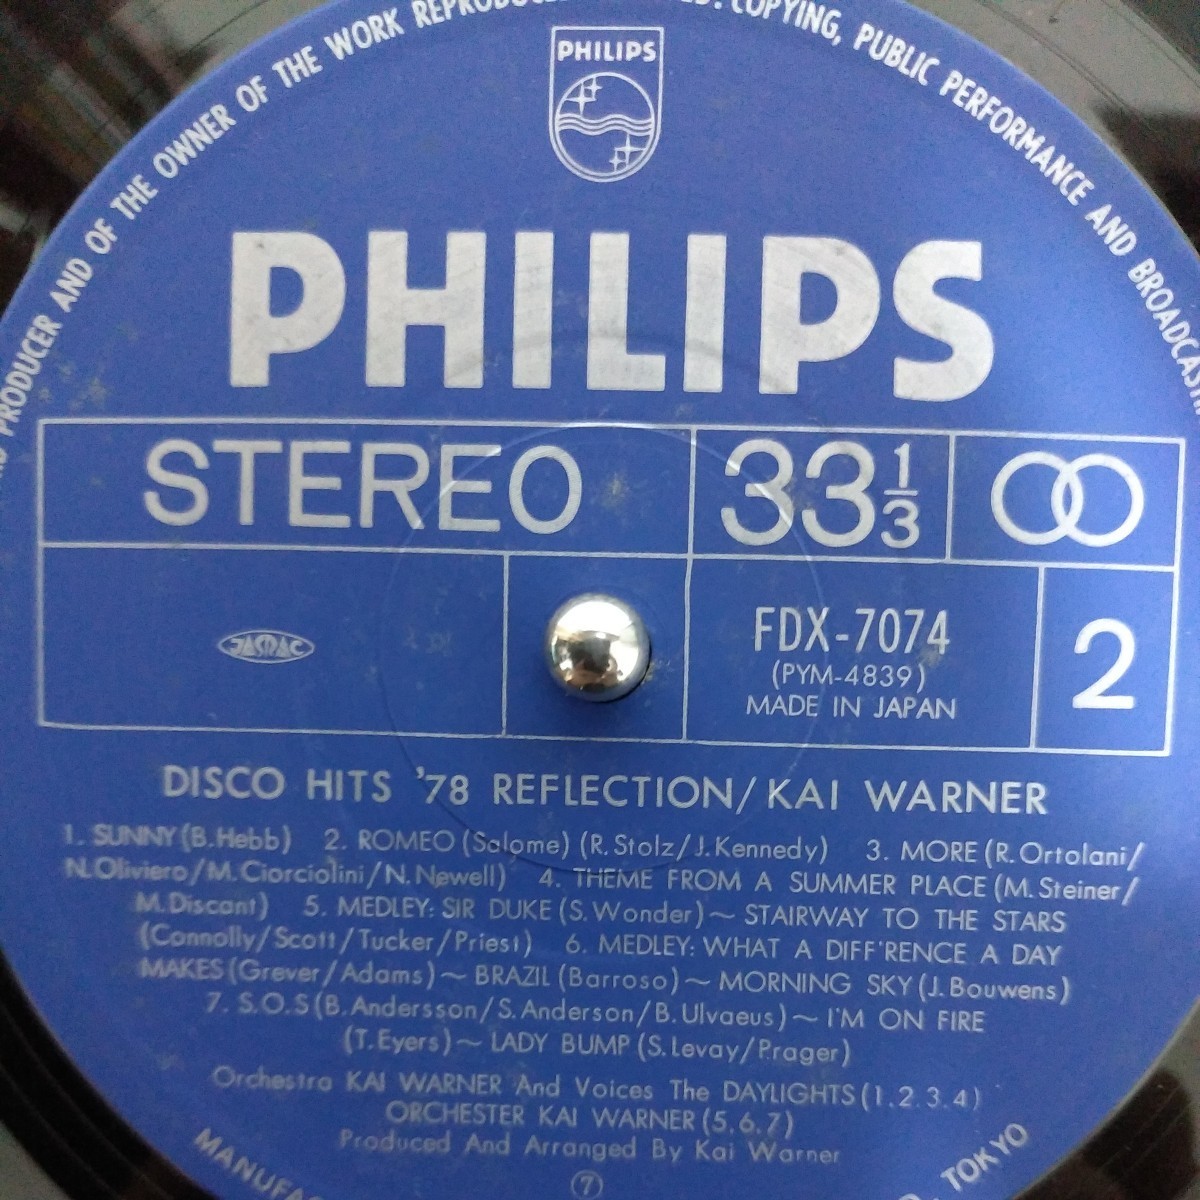 PRODUCER AND OF THE OWNER OF THE WORK COPYING, PUBLIC PERFORMANCE AND
PHILIPS
PHILIPS
STEREO
33 1/3
JASRAC
FDX-7074
(PYM-4839)
MADE IN JAPAN
2
DISCO HITS '78 REFLECTION/KAI WARNER
1. SUNNY(B.Hebb) 2. ROMEO (Salome) (R.Stolz/J.Kennedy) 3. MORE(R.Ortolani/
N.Oliviero/M.Ciorciolini/N.Newell) 4. THEME FROM A SUMMER PLACE(M.Steiner/
M.Discant) 5. MEDLEY: SIR DUKE(S.Wonder)~ STAIRWAY TO THE STARS
(Connolly/Scott/Tucker/Priest) 6. MEDLEY: WHAT A DIFF'RENCE A DAY
MAKES(Grever/Adams)~ BRAZIL(Barroso)~ MORNING SKY(J.Bouwens)
7. S.O.S(B.Andersson/S.Anderson/B.Ulvaeus)~ I'M ON FIRE
(T.Eyers)~ LADY BUMP(S.Levay/Prager)
Orchestra KAI WARNER And Voices The DAYLIGHTS(1.2.3.4)
ORCHESTER KAI WARNER(5.6.7)
Produced And Arranged By Kai Warner
7
TOKYO